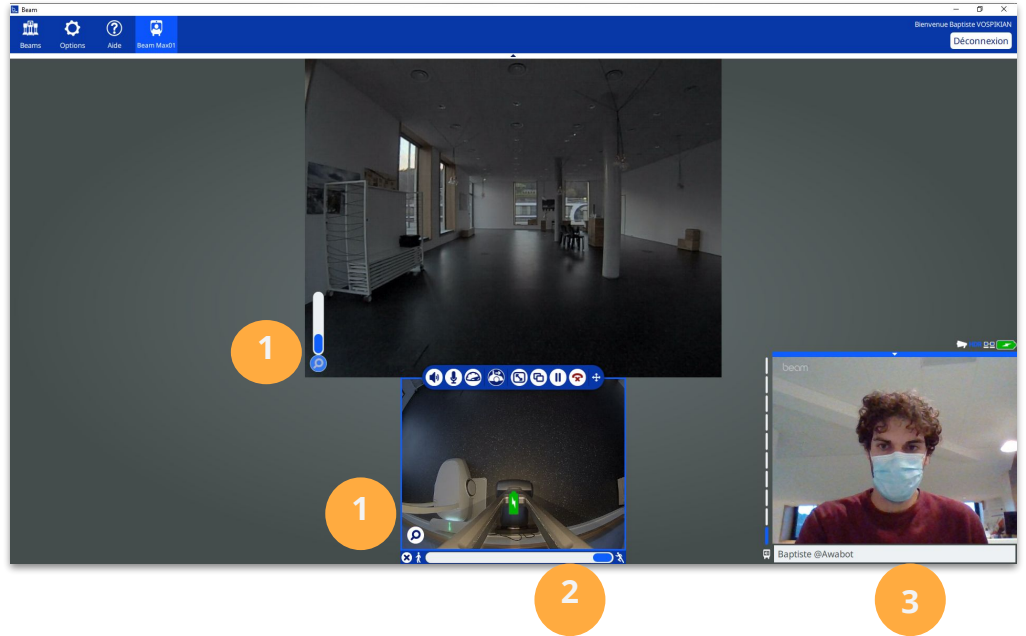 Beam
Bienvenue Baptiste VOSPIKIAN
Beams
Options
Aide
Beam Max01
Déconnexion
1
beam
1
Baptiste @Awabot
2
3